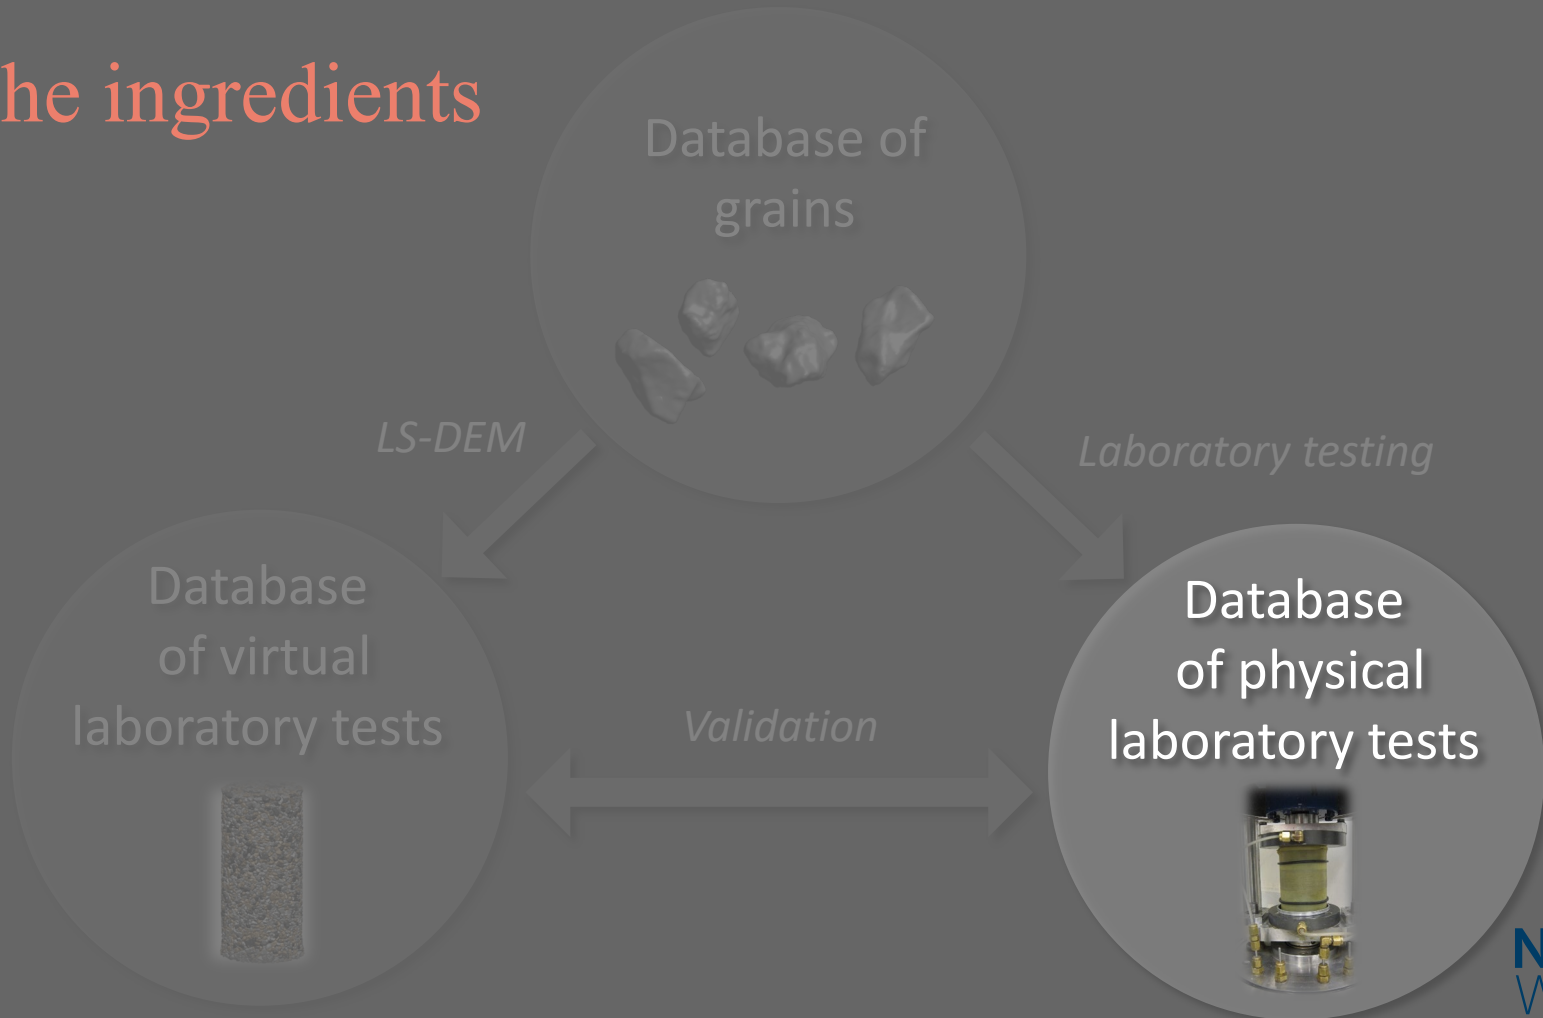 he ingredients
Database of
grains
LS-DEM
Laboratory testing
Database
of virtual
laboratory tests
Validation
Database
of physical
laboratory tests
N
W